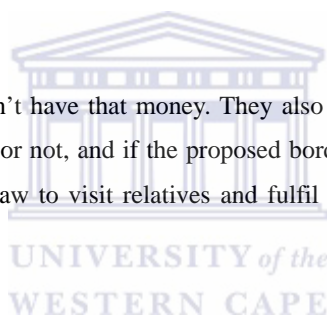 n't have that money. They also
or not, and if the proposed bord
aw to visit relatives and fulfil
UNIVERSITY of the
WESTERN CAPE